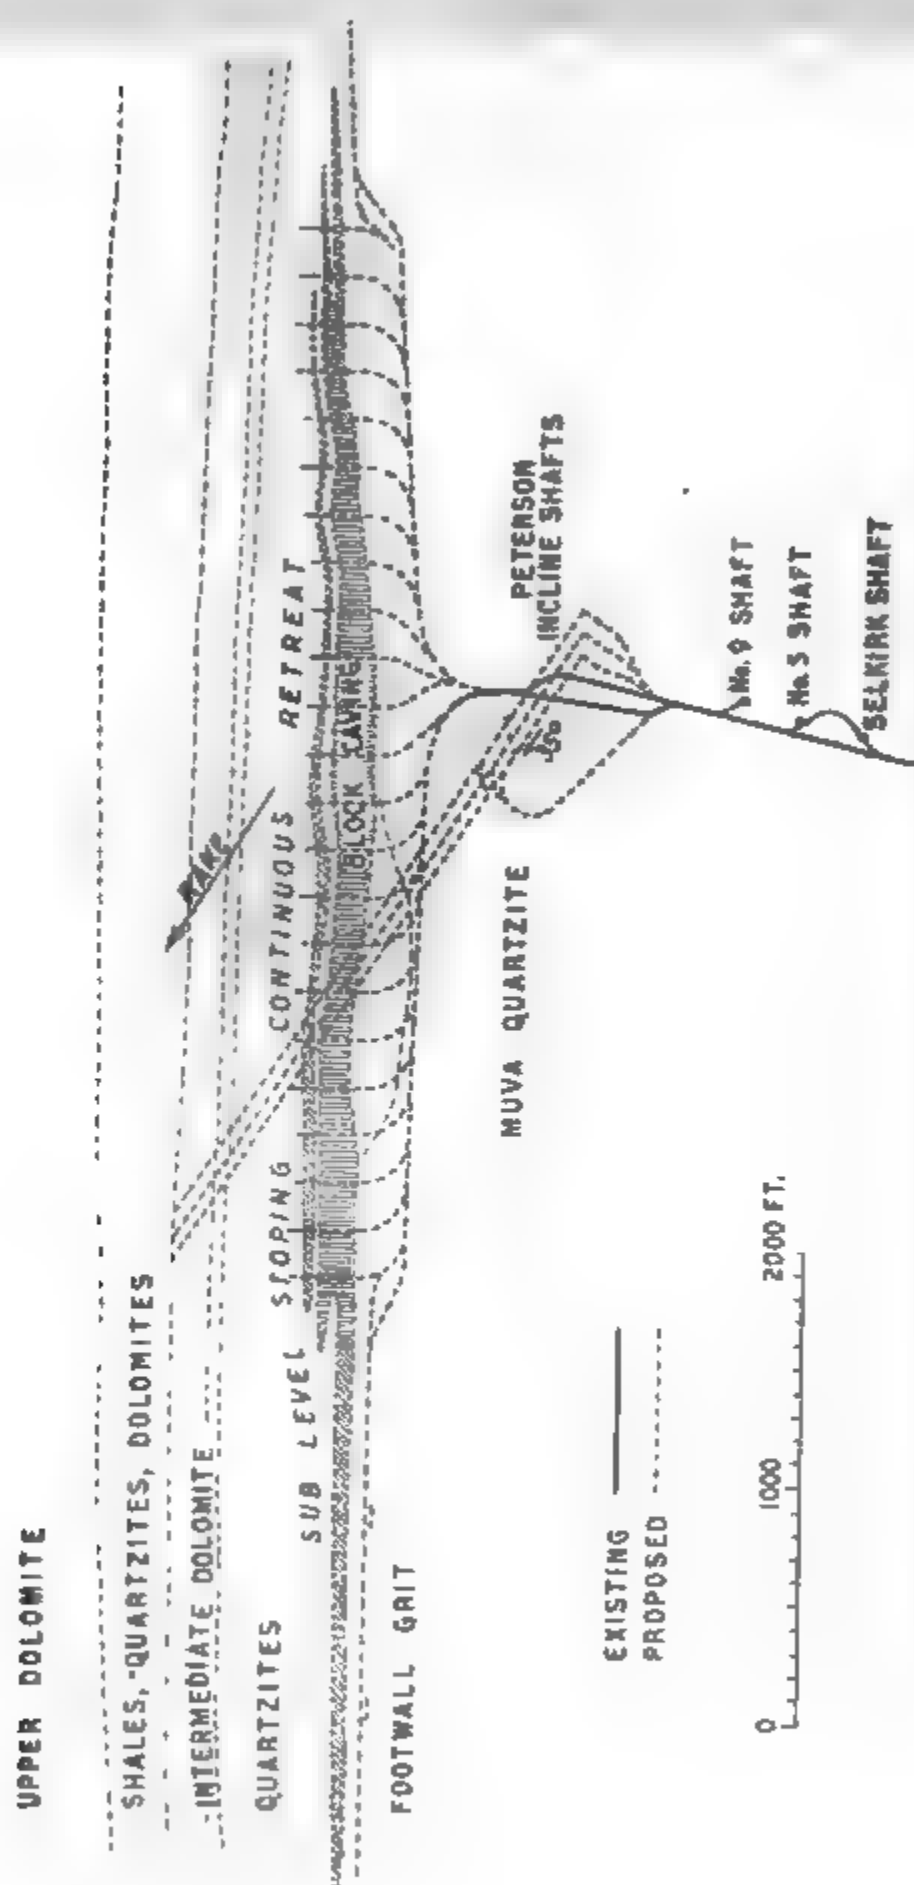 UPPER DOLOMITE
SHALES, QUARTZITES, DOLOMITES
INTERMEDIATE DOLOMITE
QUARTZITES
SUB LEVEL STOPING CONTINUOUS RETREAT
BLOCK CAVING
FOOTWALL GRIT
MUVA QUARTZITE
PETERSON
INCLINE SHAFTS
No. 9 SHAFT
No. 5 SHAFT
SELKIRK SHAFT
EXISTING
PROPOSED
0 1000 2000 FT.